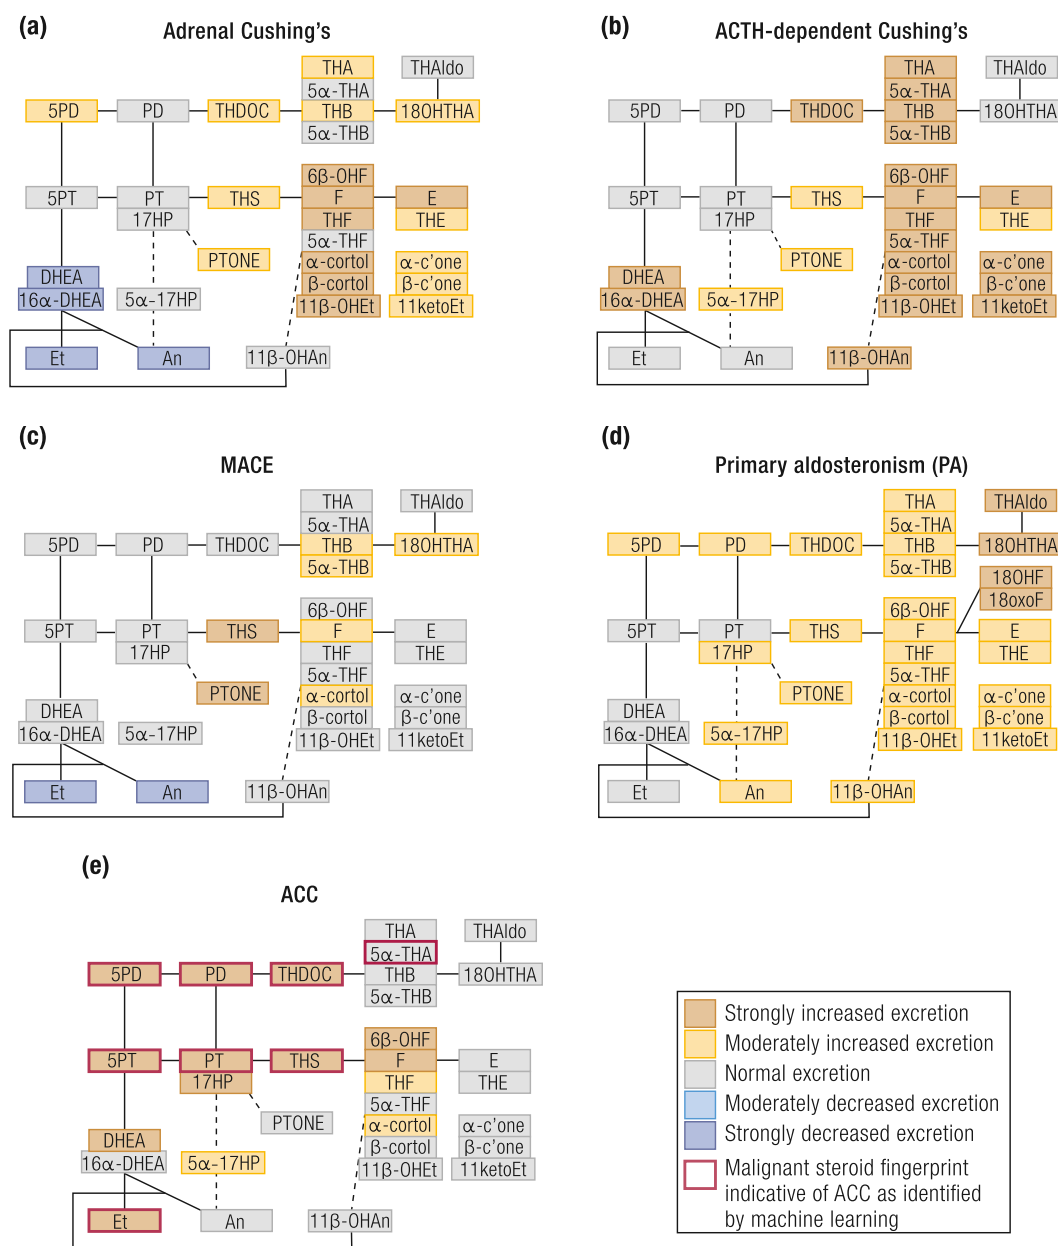 (a)
Adrenal Cushing's
THA
THAldo
5α-THA
5PD
PD
THDOC
THB
18OHTHA
5α-THB
6β-OHF
5PT
PT
THS
F
E
17HP
THF
THE
5α-THF
PTONE
α-cortol
α-c'one
DHEA
β-cortol
β-c'one
16α-DHEA
5α-17HP
11β-OHEt
11ketoEt
Et
An
11β-OHAn
(b)
ACTH-dependent Cushing's
THA
THAldo
5α-THA
5PD
PD
THDOC
THB
18OHTHA
5α-THB
6β-OHF
5PT
PT
THS
F
E
17HP
THF
THE
5α-THF
PTONE
α-cortol
α-c'one
DHEA
β-cortol
β-c'one
16α-DHEA
5α-17HP
11β-OHEt
11ketoEt
Et
An
11β-OHAn
(c)
MACE
THA
THAldo
5α-THA
5PD
PD
THDOC
THB
18OHTHA
5α-THB
6β-OHF
5PT
PT
THS
F
E
17HP
THF
THE
5α-THF
PTONE
α-cortol
α-c'one
DHEA
β-cortol
β-c'one
16α-DHEA
5α-17HP
11β-OHEt
11ketoEt
Et
An
11β-OHAn
(d)
Primary aldosteronism (PA)
THA
THAldo
5α-THA
5PD
PD
THDOC
THB
18OHTHA
5α-THB
18OHF
18oxoF
6β-OHF
5PT
PT
THS
F
E
17HP
THF
THE
5α-THF
PTONE
α-cortol
α-c'one
DHEA
β-cortol
β-c'one
16α-DHEA
5α-17HP
11β-OHEt
11ketoEt
Et
An
11β-OHAn
(e)
ACC
THA
THAldo
5α-THA
5PD
PD
THDOC
THB
18OHTHA
5α-THB
6β-OHF
5PT
PT
THS
F
E
17HP
THF
THE
5α-THF
PTONE
α-cortol
α-c'one
DHEA
β-cortol
β-c'one
16α-DHEA
5α-17HP
11β-OHEt
11ketoEt
Et
An
11β-OHAn
Strongly increased excretion
Moderately increased excretion
Normal excretion
Moderately decreased excretion
Strongly decreased excretion
Malignant steroid fingerprint
indicative of ACC as identified
by machine learning